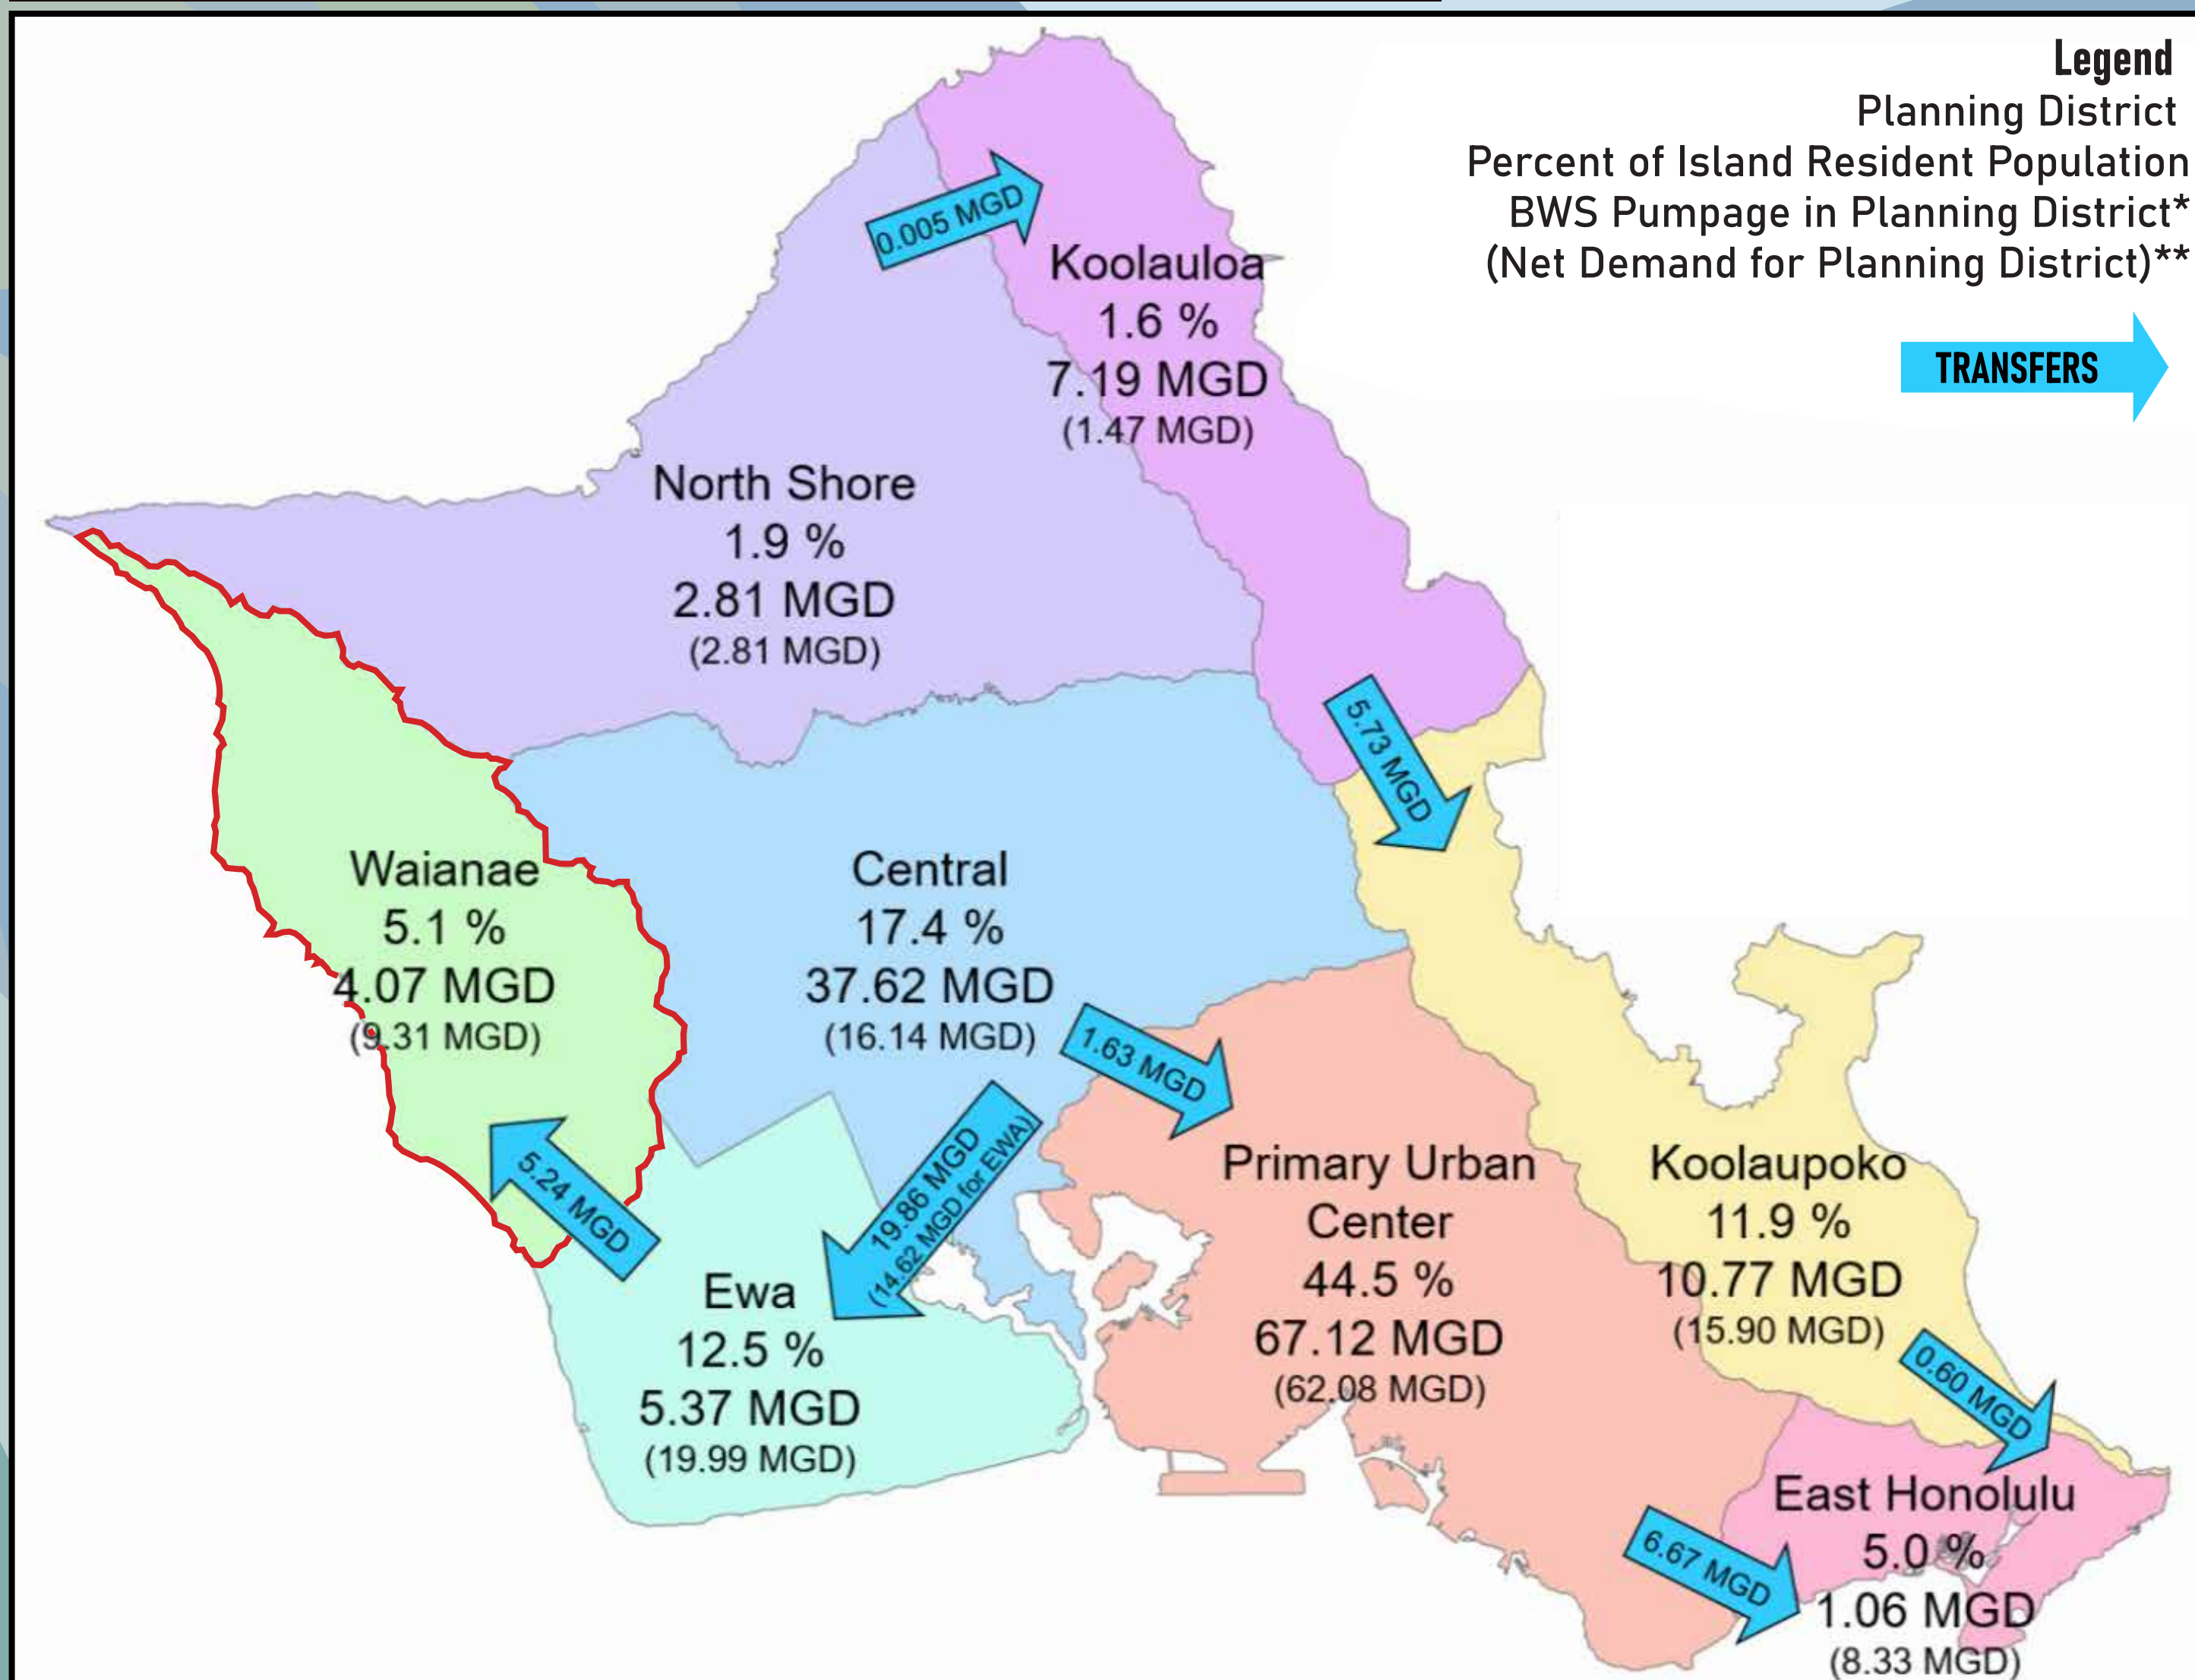 Legend
Planning District
Percent of Island Resident Population
BWS Pumpage in Planning District*
(Net Demand for Planning District)**
TRANSFERS
0.005 MGD
Koolauloa
1.6 %
7.19 MGD
(1.47 MGD)
North Shore
1.9 %
2.81 MGD
(2.81 MGD)
5.73 MGD
Waianae
5.1 %
4.07 MGD
(9.31 MGD)
Central
17.4 %
37.62 MGD
(16.14 MGD)
1.63 MGD
19.86 MGD
(14.62 MGD for EWA)
5.24 MGD
Ewa
12.5 %
5.37 MGD
(19.99 MGD)
Primary Urban
Center
44.5 %
67.12 MGD
(62.08 MGD)
Koolaupoko
11.9 %
10.77 MGD
(15.90 MGD)
0.60 MGD
6.67 MGD
East Honolulu
5.0 %
1.06 MGD
(8.33 MGD)